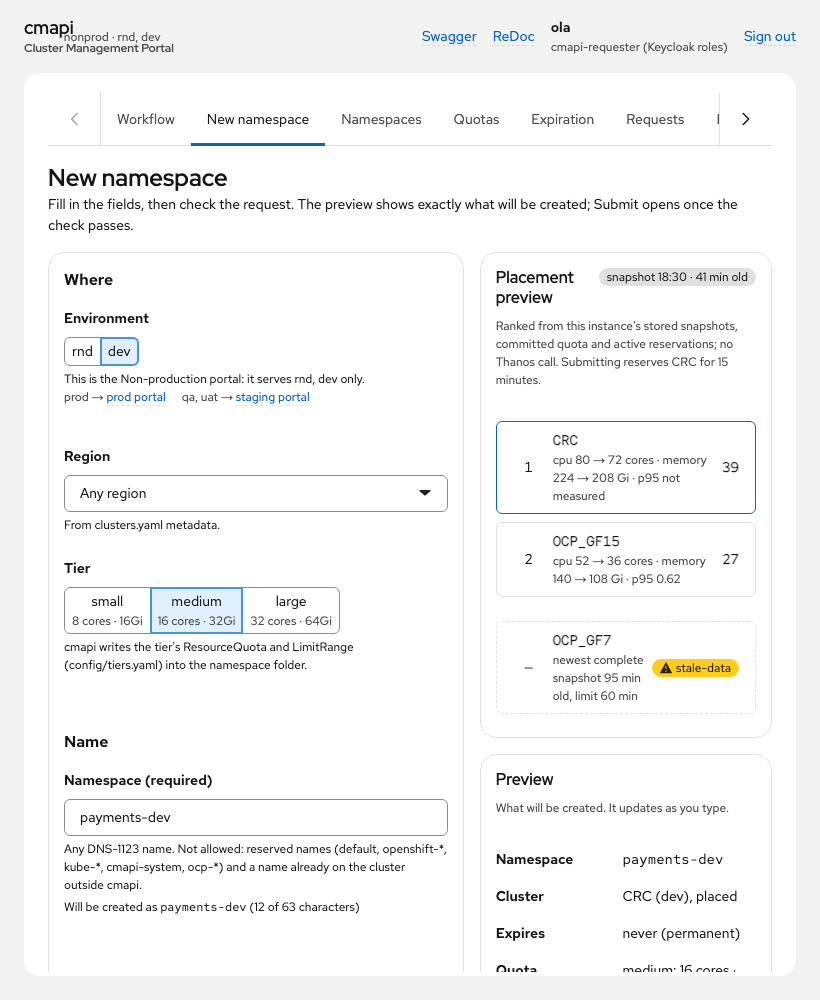 cmapi
nonprod · rnd, dev
Cluster Management Portal
Swagger
ReDoc
ola
cmapi-requester (Keycloak roles)
Sign out
Workflow
New namespace
Namespaces
Quotas
Expiration
Requests
New namespace
Fill in the fields, then check the request. The preview shows exactly what will be created; Submit opens once the
check passes.
Where
Environment
rnd
dev
This is the Non-production portal: it serves rnd, dev only.
prod → prod portal qa, uat → staging portal
Region
Any region
From clusters.yaml metadata.
Tier
small
8 cores · 16Gi
medium
16 cores · 32Gi
large
32 cores · 64Gi
cmapi writes the tier's ResourceQuota and LimitRange
(config/tiers.yaml) into the namespace folder.
Name
Namespace (required)
payments-dev
Any DNS-1123 name. Not allowed: reserved names (default, openshift-*,
kube-*, cmapi-system, ocp-*) and a name already on the cluster
outside cmapi.
Will be created as payments-dev (12 of 63 characters)
Placement
preview
snapshot 18:30 · 41 min old
Ranked from this instance's stored snapshots,
committed quota and active reservations; no
Thanos call. Submitting reserves CRC for 15
minutes.
1
CRC
cpu 80 → 72 cores · memory
224 → 208 Gi · p95 not
measured
39
2
OCP_GF15
cpu 52 → 36 cores · memory
140 → 108 Gi · p95 0.62
27
–
OCP_GF7
newest complete
snapshot 95 min
old, limit 60 min
stale-data
Preview
What will be created. It updates as you type.
Namespace payments-dev
Cluster CRC (dev), placed
Expires never (permanent)
Quota medium: 16 cores ·